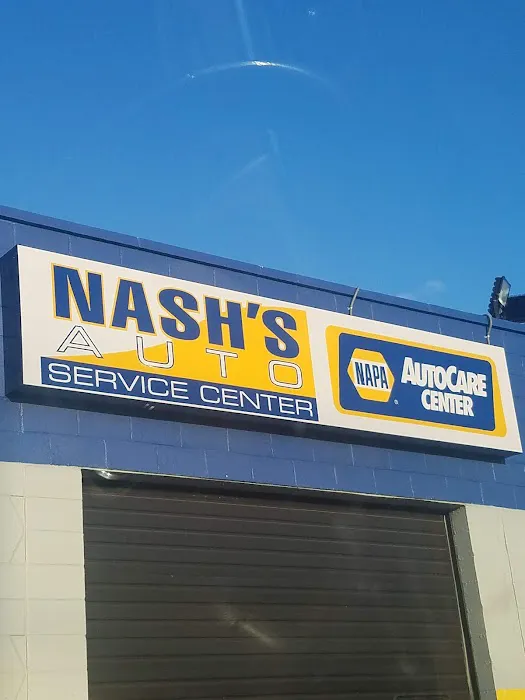 NASH'S
AUTO
SERVICE CENTER
NAPA
AUTOCARE
CENTER